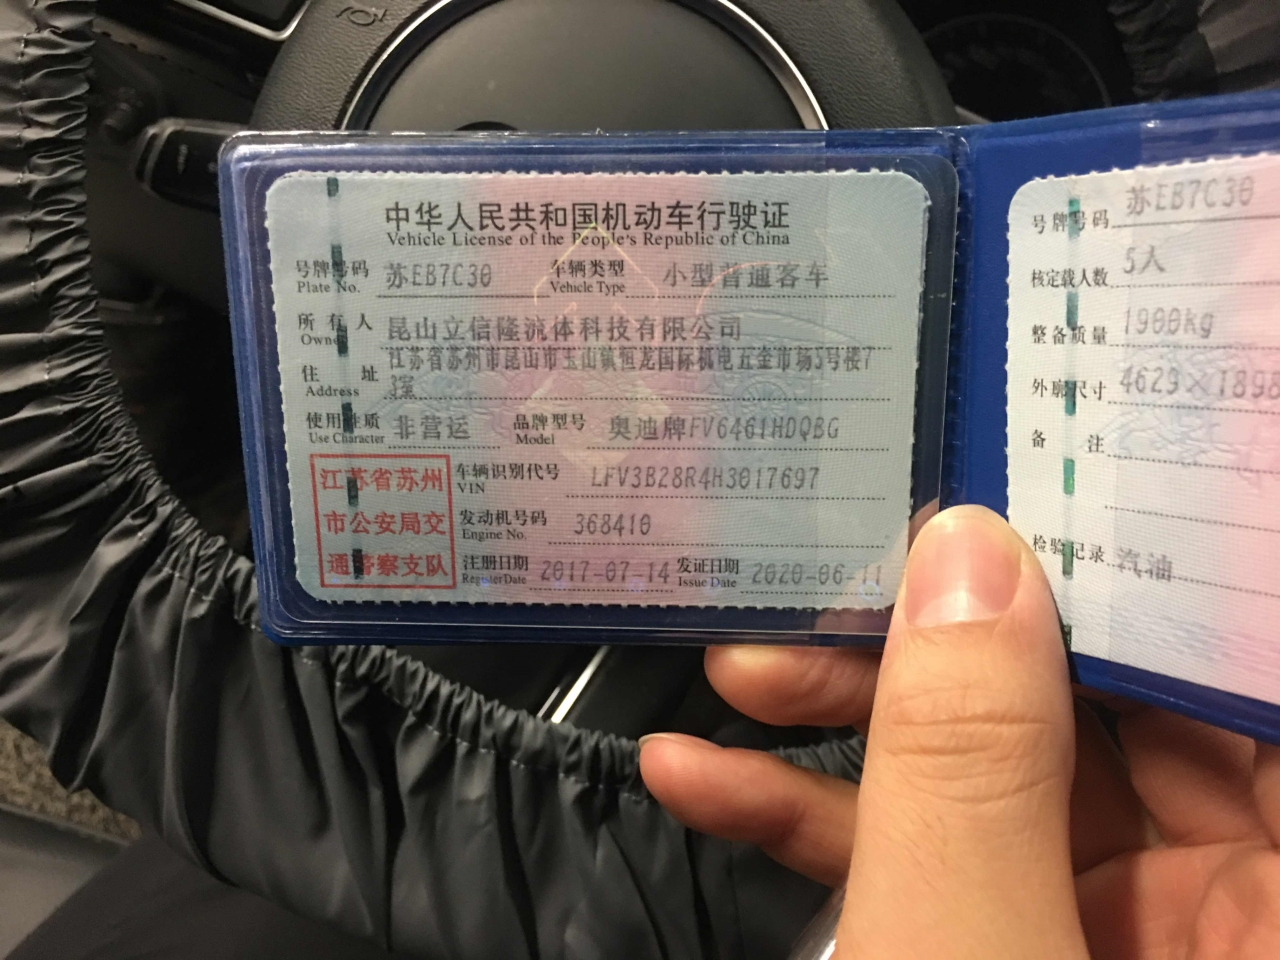 中华人民共和国机动车行驶证
Vehicle License of the People's Republic of China
号牌号码 苏EB7C30 车辆类型 小型普通客车
Plate No. Vehicle Type
所有人 昆山立信隆流体科技有限公司
Owner
江苏省苏州市昆山市玉山镇恒龙国际机电五金市场5号楼7
住址 3室
Address
使用性质 非营运 品牌型号 奥迪牌FV6461HDQBG
Use Character Model
江苏省苏州
市公安局交
通警察支队
车辆识别代号 LFV3B28R4H3017697
VIN
发动机号码 368410
Engine No.
注册日期 2017-07-14 发证日期 2020-06-11
Register Date Issue Date
号牌号码 苏EB7C30
核定载人数 5人
整备质量 1900kg
外廓尺寸 4629×1898
备注
检验记录 汽油